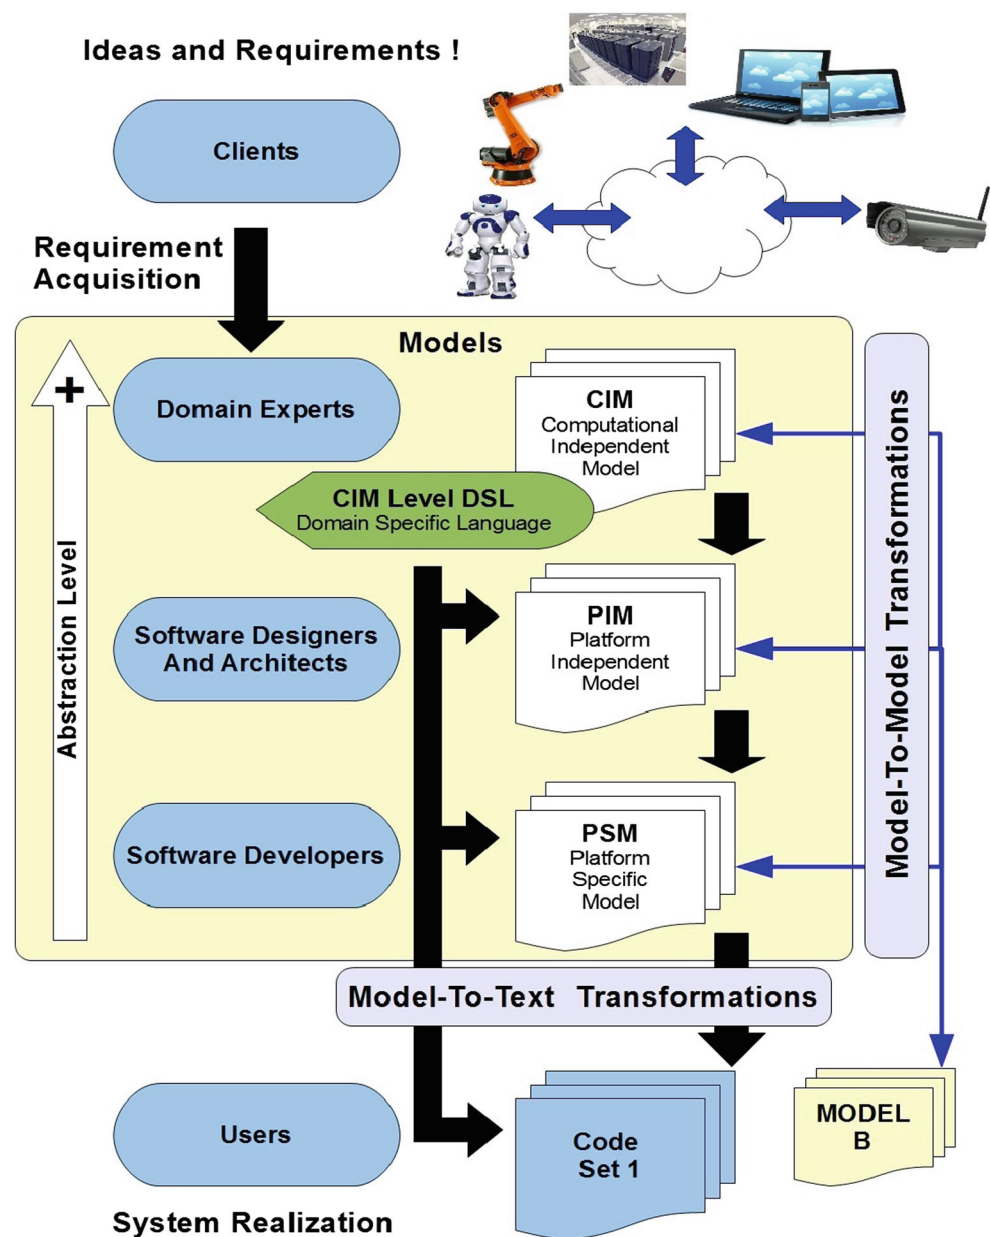 Ideas and Requirements !
Clients
Requirement
Acquisition
Models
+
Domain Experts
CIM
Computational
Independent
Model
CIM Level DSL
Domain Specific Language
Abstraction Level
Software Designers
And Architects
PIM
Platform
Independent
Model
Software Developers
PSM
Platform
Specific
Model
Model-To-Model Transformations
Model-To-Text Transformations
Users
Code
Set 1
MODEL
B
System Realization